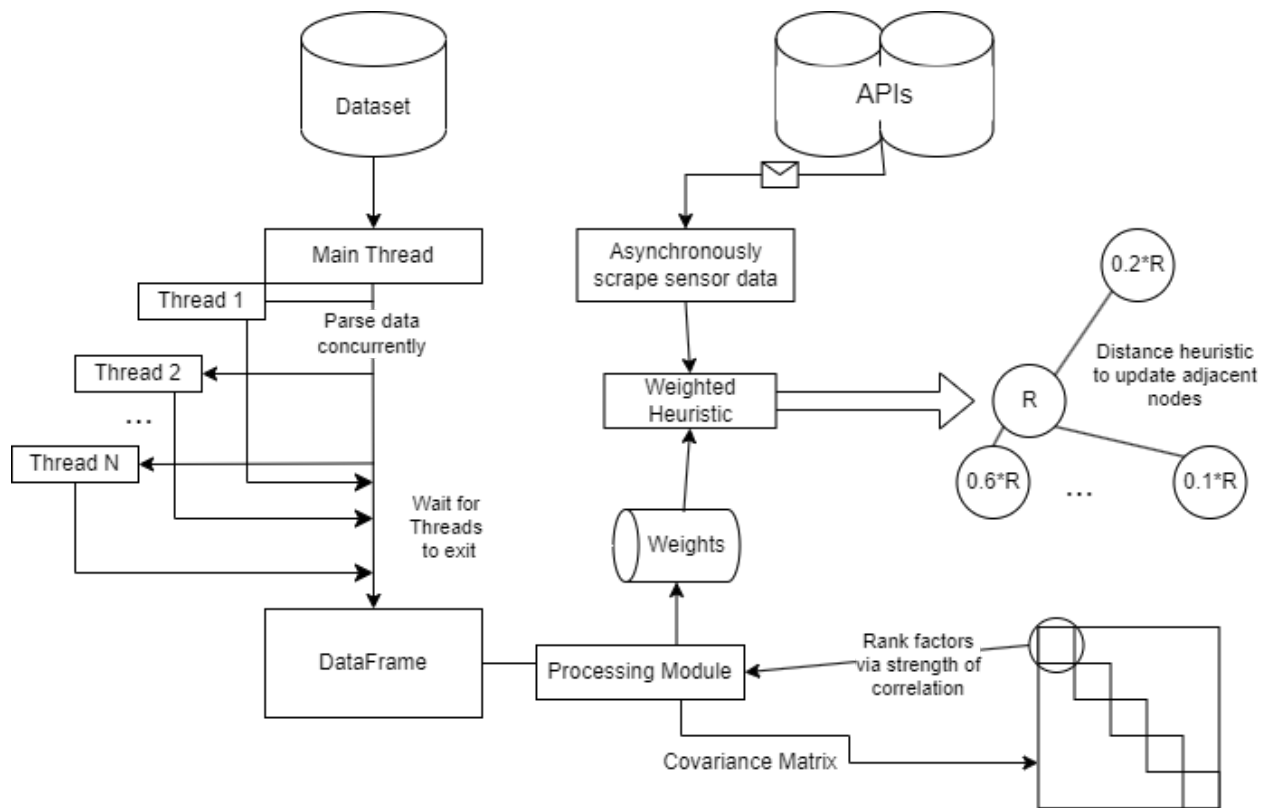 Dataset
APIs
Main Thread
Asynchronously
scrape sensor data
0.2*R
Thread 1
Parse data
concurrently
Thread 2
...
Weighted
Heuristic
R
Distance heuristic
to update adjacent
nodes
Thread N
0.6*R
...
0.1*R
Wait for
Threads
to exit
Weights
DataFrame
Processing Module
Rank factors
via strength of
correlation
Covariance Matrix